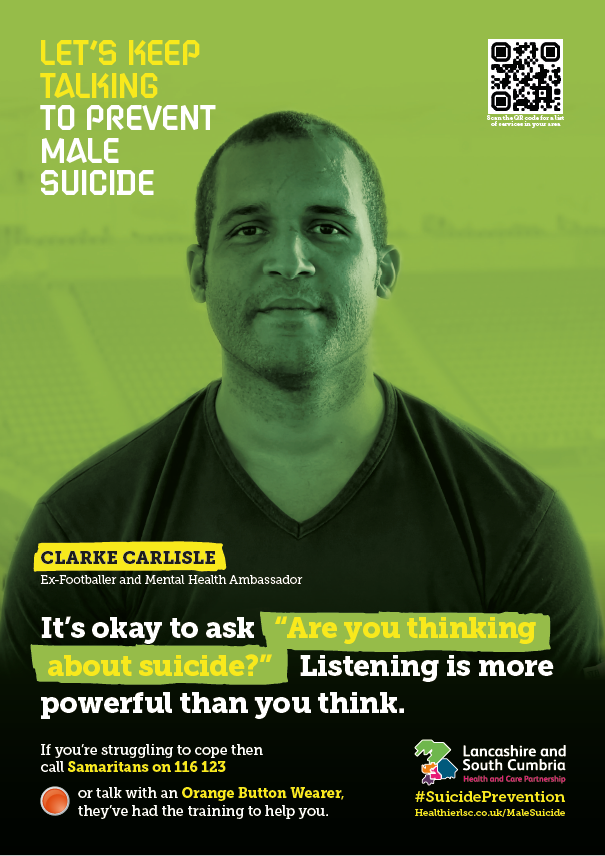 LET'S KEEP
TALKING
TO PREVENT
MALE
SUICIDE
Scan the QR code for a list
of services in your area
CLARKE CARLISLE
Ex-Footballer and Mental Health Ambassador
It's okay to ask “Are you thinking
about suicide?” Listening is more
powerful than you think.
If you're struggling to cope then
call Samaritans on 116 123
or talk with an Orange Button Wearer,
they've had the training to help you.
Lancashire and
South Cumbria
Health and Care Partnership
#SuicidePrevention
Healthierlsc.co.uk/MaleSuicide